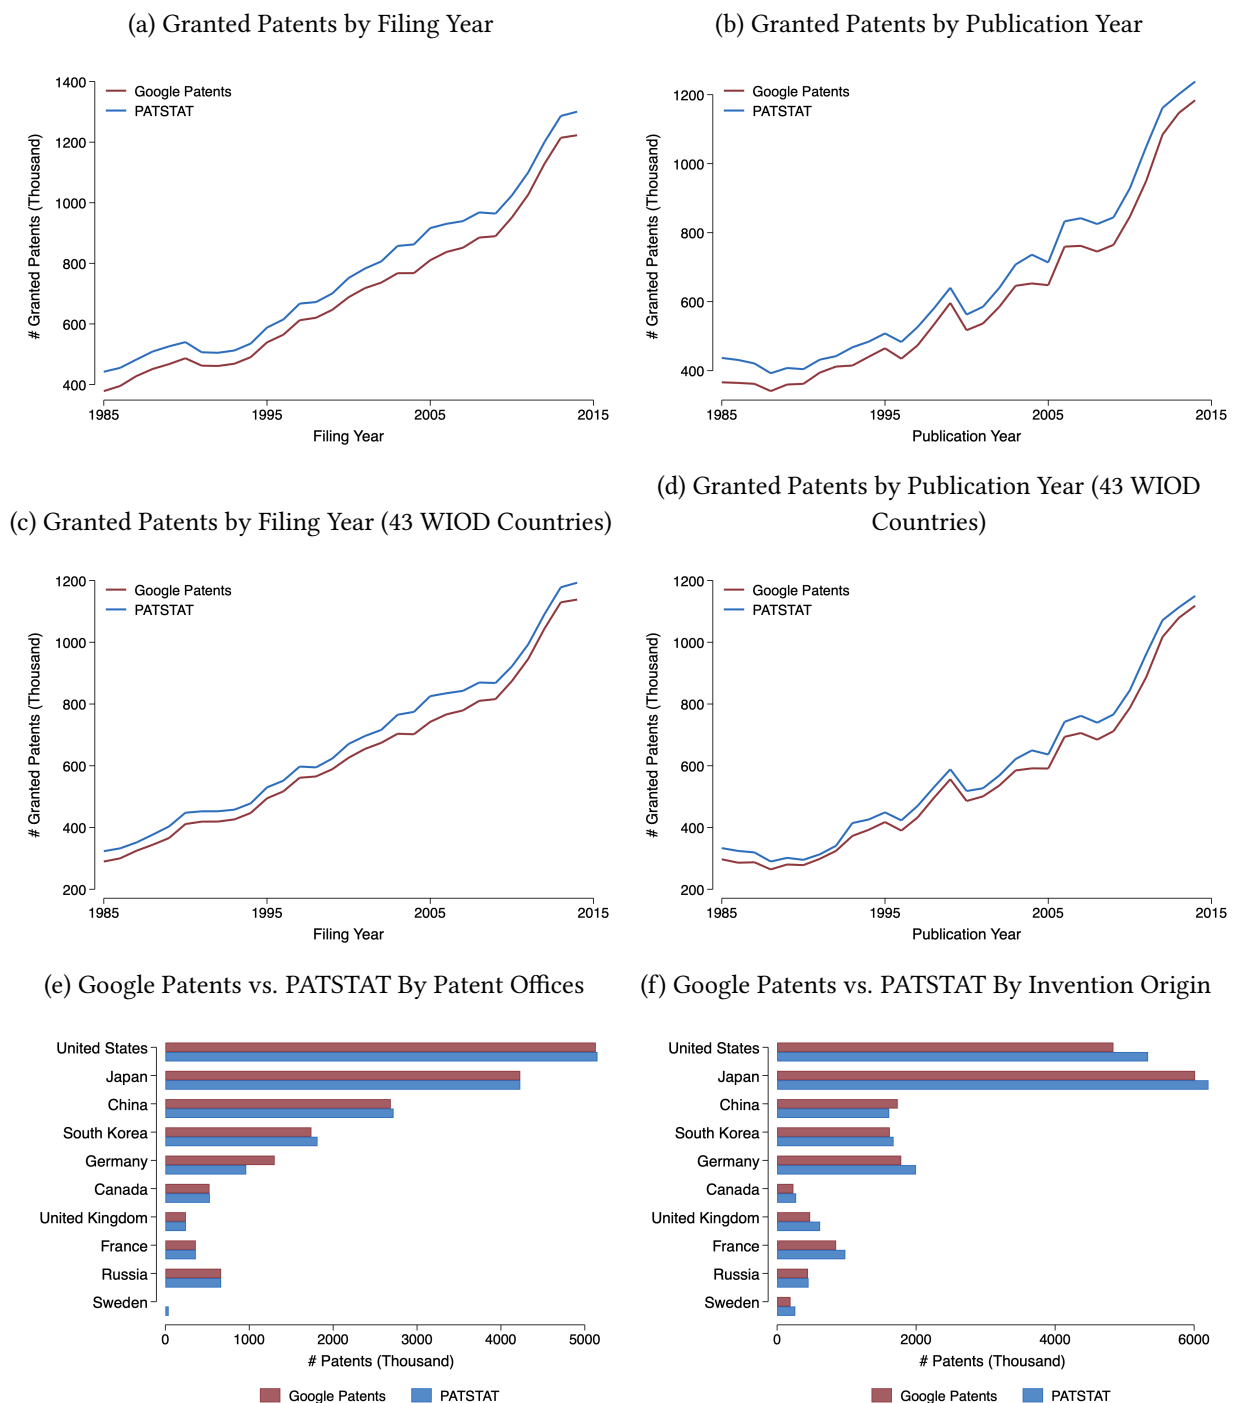 (a) Granted Patents by Filing Year
# Granted Patents (Thousand)
1400
1200
1000
800
600
400
Google Patents
PATSTAT
1985
1995
2005
2015
Filing Year
(b) Granted Patents by Publication Year
# Granted Patents (Thousand)
1200
1000
800
600
400
Google Patents
PATSTAT
1985
1995
2005
2015
Publication Year
(c) Granted Patents by Filing Year (43 WIOD Countries)
# Granted Patents (Thousand)
1200
1000
800
600
400
200
Google Patents
PATSTAT
1985
1995
2005
2015
Filing Year
(d) Granted Patents by Publication Year (43 WIOD
Countries)
# Granted Patents (Thousand)
1200
1000
800
600
400
200
Google Patents
PATSTAT
1985
1995
2005
2015
Publication Year
(e) Google Patents vs. PATSTAT By Patent Offices
United States
Japan
China
South Korea
Germany
Canada
United Kingdom
France
Russia
Sweden
0
1000
2000
3000
4000
5000
# Patents (Thousand)
Google Patents
PATSTAT
(f) Google Patents vs. PATSTAT By Invention Origin
United States
Japan
China
South Korea
Germany
Canada
United Kingdom
France
Russia
Sweden
0
2000
4000
6000
# Patents (Thousand)
Google Patents
PATSTAT